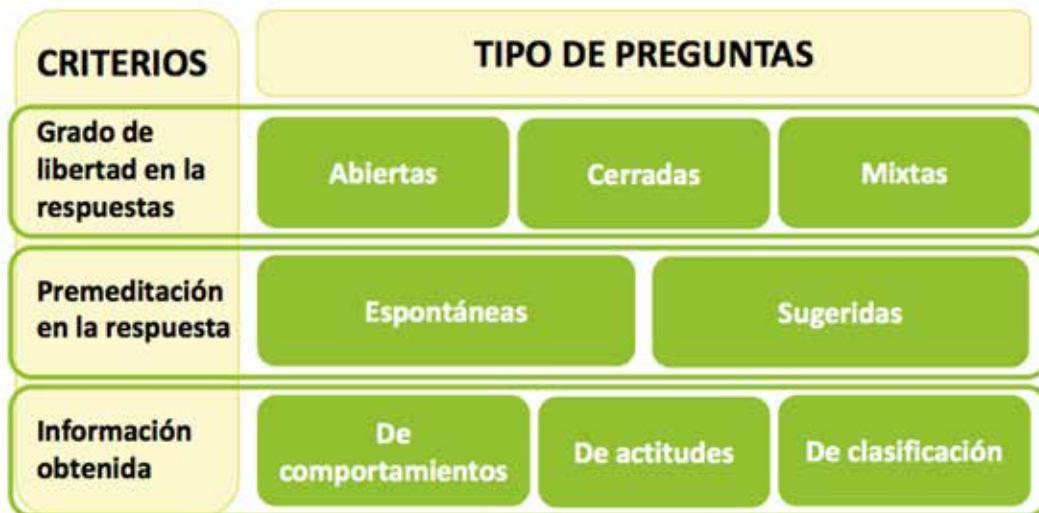 CRITERIOS
TIPO DE PREGUNTAS
Grado de
libertad en la
respuestas
Abiertas
Cerradas
Mixtas
Premeditación
en la respuesta
Espontáneas
Sugeridas
Información
obtenida
De
comportamientos
De actitudes
De clasificación